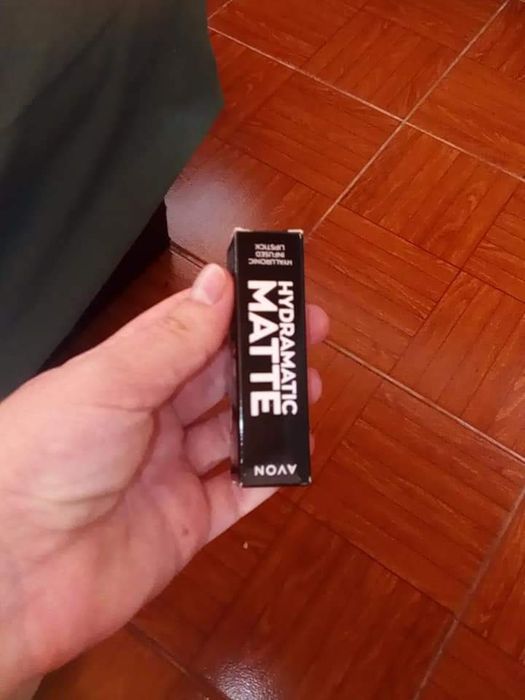 AVON
HYDRAMATIC
MATTE
HYALURONIC
INFUSED
LIPSTICK